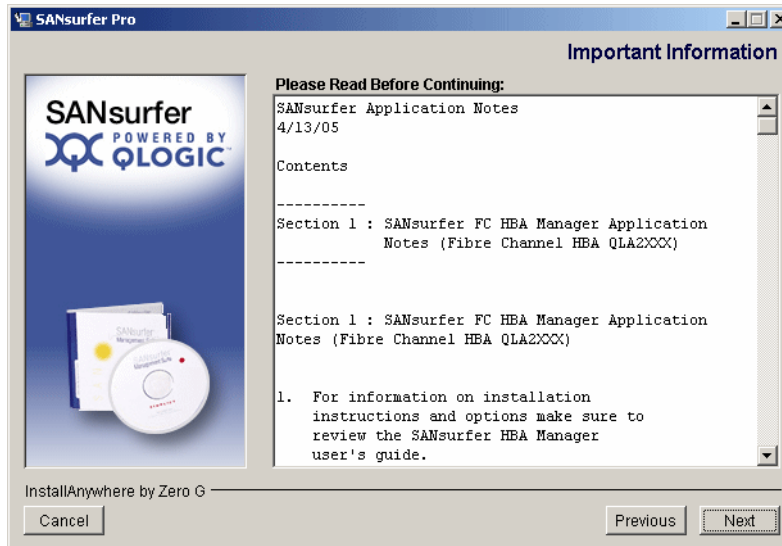 SANsurfer Pro
Important Information
SANsurfer
POWERED BY
QLOGIC
SANsurfer
Management Suite
Please Read Before Continuing:
SANsurfer Application Notes
4/13/05
Contents
----------
Section 1 : SANsurfer FC HBA Manager Application
Notes (Fibre Channel HBA QLA2XXX)
----------
Section 1 : SANsurfer FC HBA Manager Application
Notes (Fibre Channel HBA QLA2XXX)
1. For information on installation
instructions and options make sure to
review the SANsurfer HBA Manager
user's guide.
InstallAnywhere by Zero G
Cancel
Previous
Next